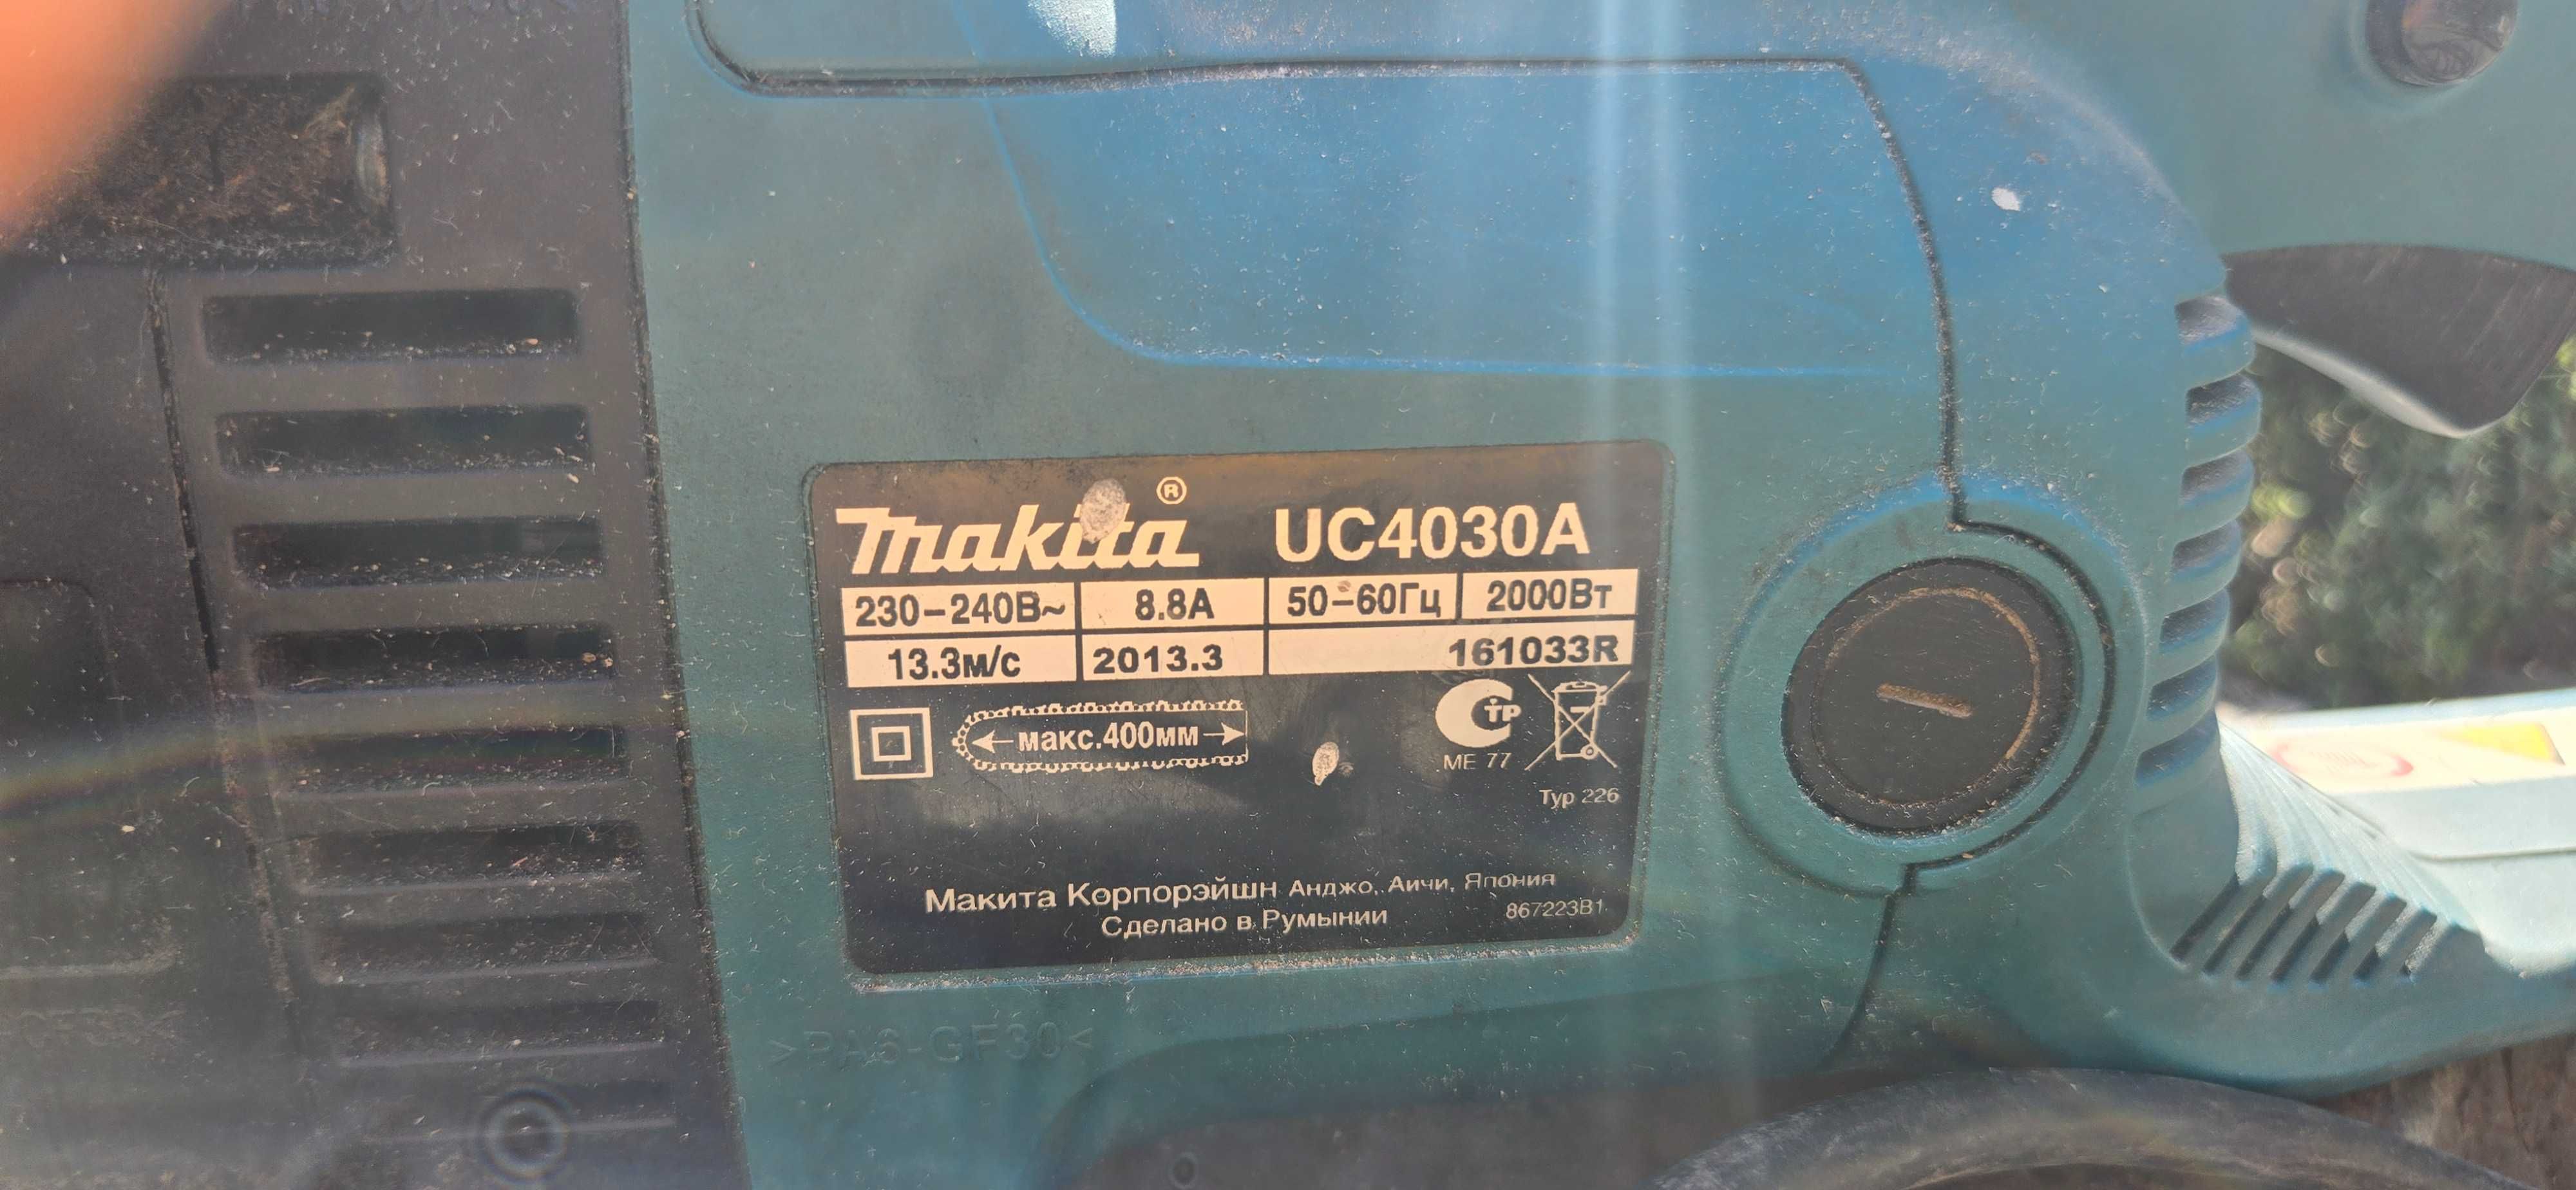 makita® UC4030A
230-240В~ 8.8А 50-60Гц 2000Вт
13.3м/с 2013.3 161033R
макс.400мм
СТР
МЕ 77
Typ 226
Макита Корпорэйшн Анджо, Аичи, Япония
Сделано в Румынии 867223B1
>PA6-GF30<